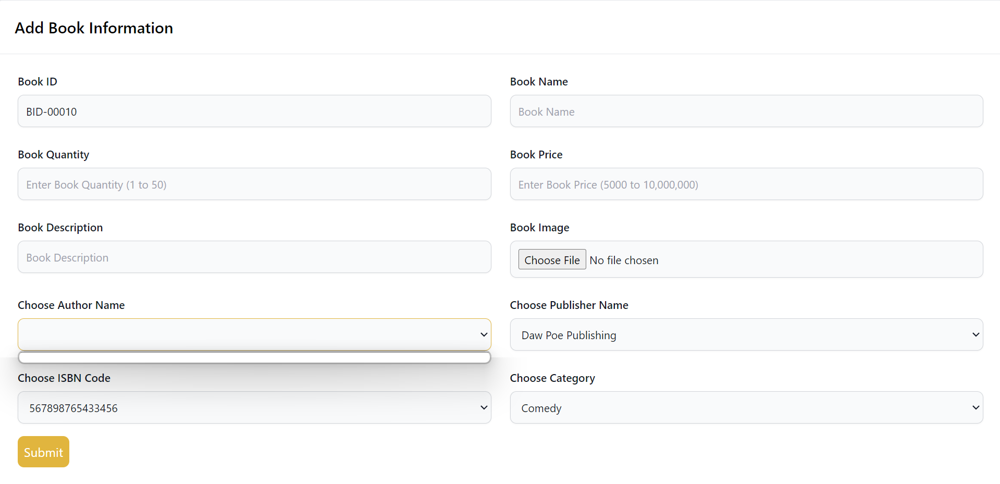 Add Book Information
Book ID
BID-00010
Book Name
Book Name
Book Quantity
Enter Book Quantity (1 to 50)
Book Price
Enter Book Price (5000 to 10,000,000)
Book Description
Book Description
Book Image
Choose File No file chosen
Choose Author Name
Choose Publisher Name
Daw Poe Publishing
Choose ISBN Code
567898765433456
Choose Category
Comedy
Submit